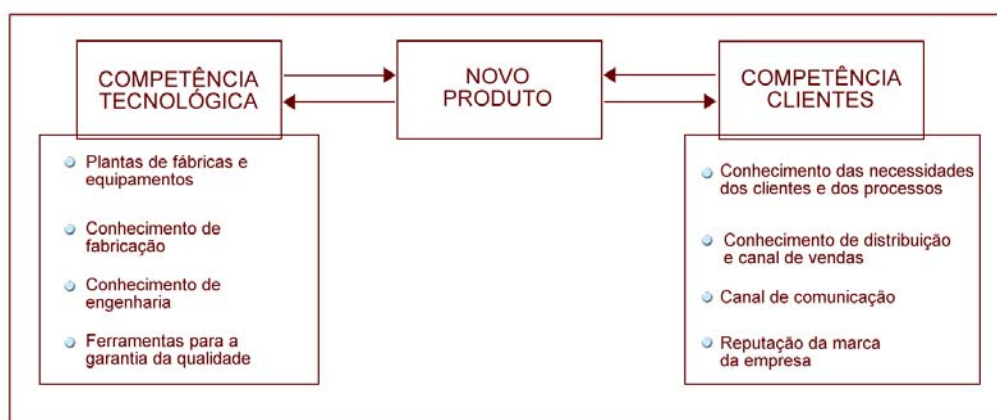 COMPETÊNCIA
TECNOLÓGICA
NOVO
PRODUTO
COMPETÊNCIA
CLIENTES
Plantas de fábricas e
equipamentos
Conhecimento de
fabricação
Conhecimento de
engenharia
Ferramentas para a
garantia da qualidade
Conhecimento das necessidades
dos clientes e dos processos
Conhecimento de distribuição
e canal de vendas
Canal de comunicação
Reputação da marca
da empresa